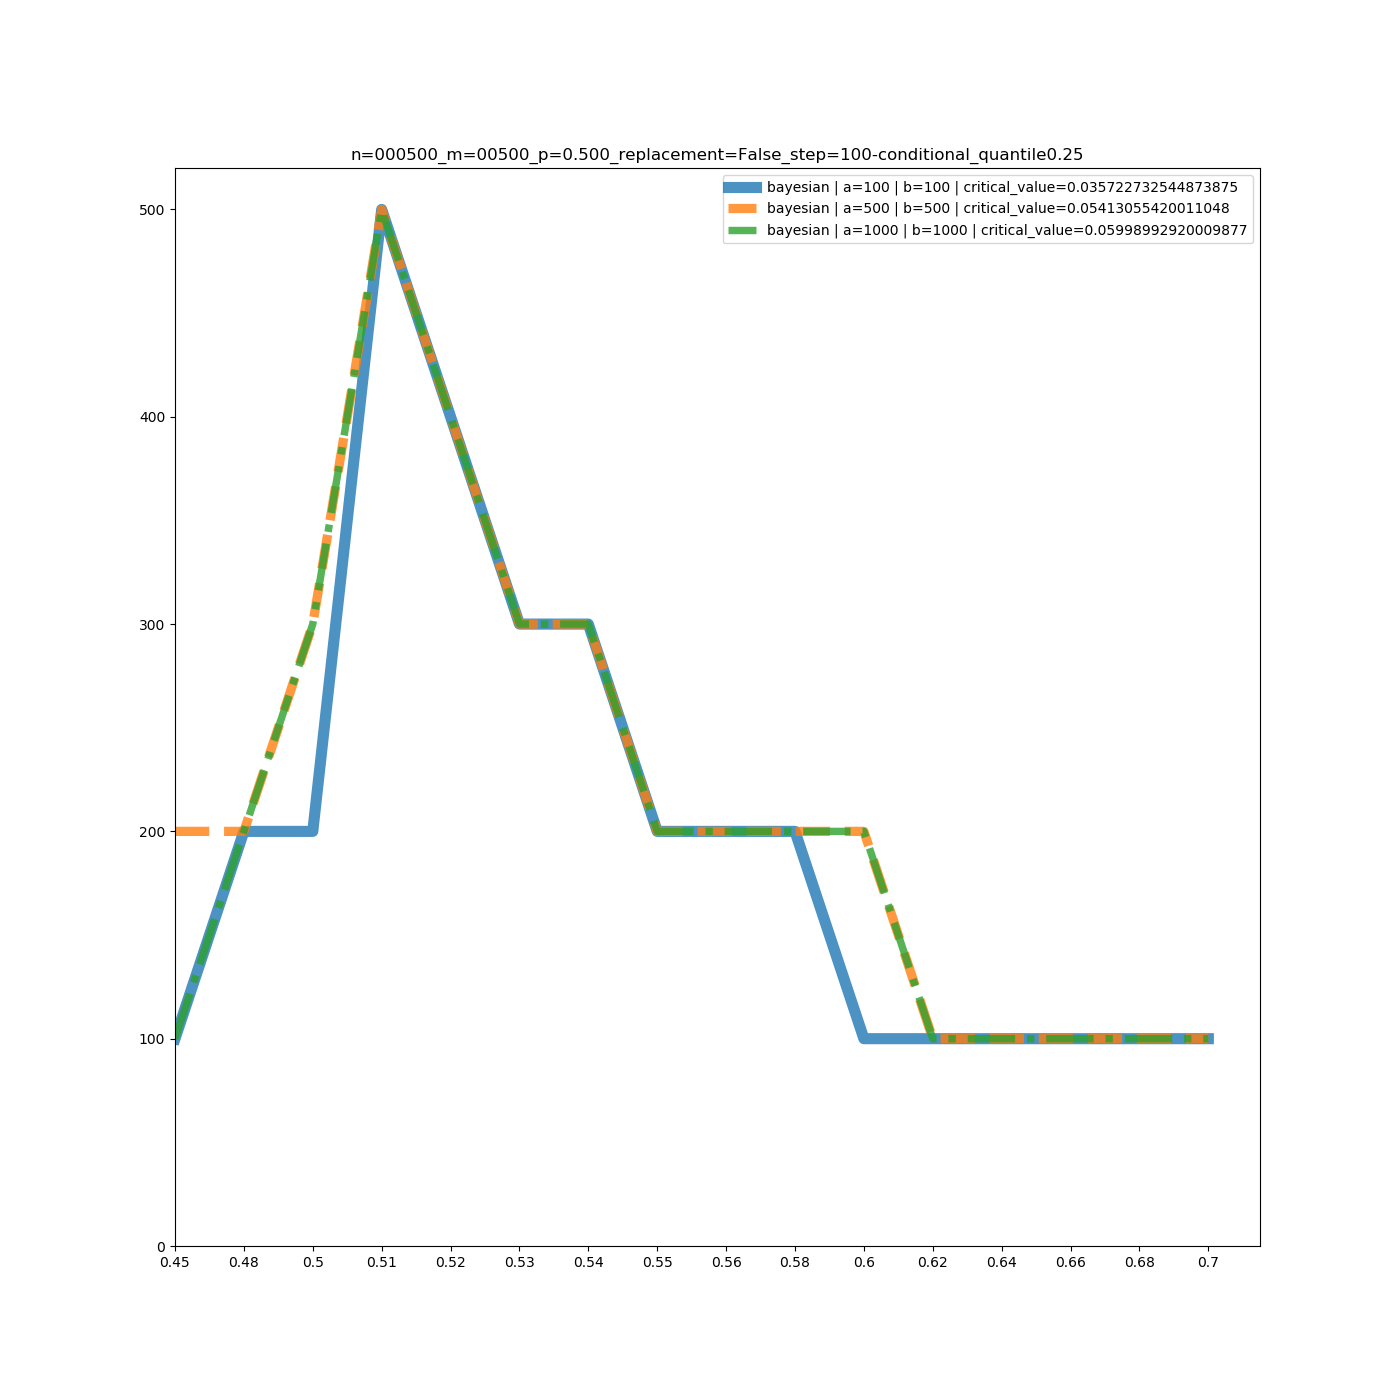 n=000500_m=00500_p=0.500_replacement=False_step=100-conditional_quantile0.25
bayesian | a=100 | b=100 | critical_value=0.035722732544873875
bayesian | a=500 | b=500 | critical_value=0.05413055420011048
bayesian | a=1000 | b=1000 | critical_value=0.05998992920009877
500
400
300
200
100
0
0.45 0.48 0.5 0.51 0.52 0.53 0.54 0.55 0.56 0.58 0.6 0.62 0.64 0.66 0.68 0.7